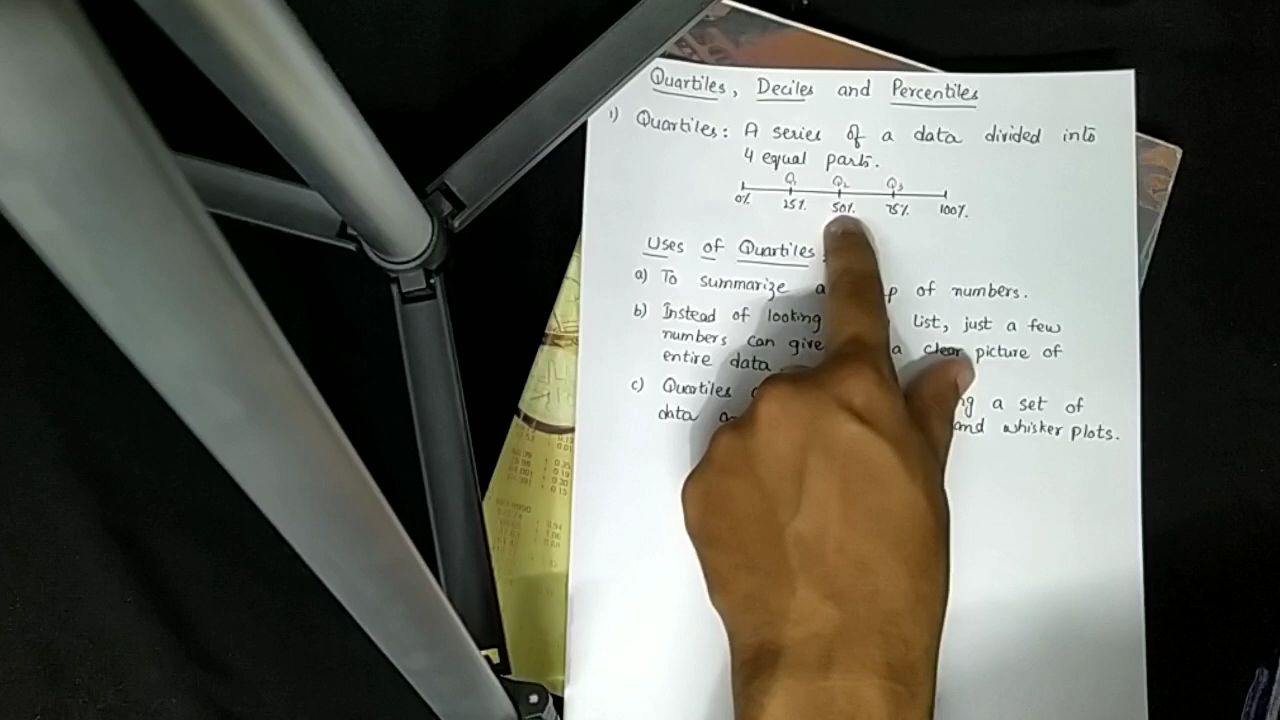 Quartiles, Deciles and Percentiles
1) Quartiles: A series of a data divided into
4 equal parts.
Q1 Q2 Q3
0% 25% 50% 75% 100%
Uses of Quartiles
a) To summarize a of numbers.
b) Instead of looking list, just a few
numbers can give a clear picture of
entire data
c) Quartiles a set of
data and whisker plots.